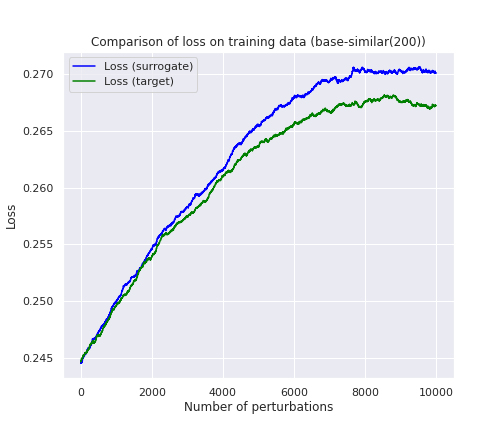 Comparison of loss on training data (base-similar(200))
Loss (surrogate)
Loss (target)
0.270
0.265
0.260
0.255
0.250
0.245
Loss
0 2000 4000 6000 8000 10000
Number of perturbations